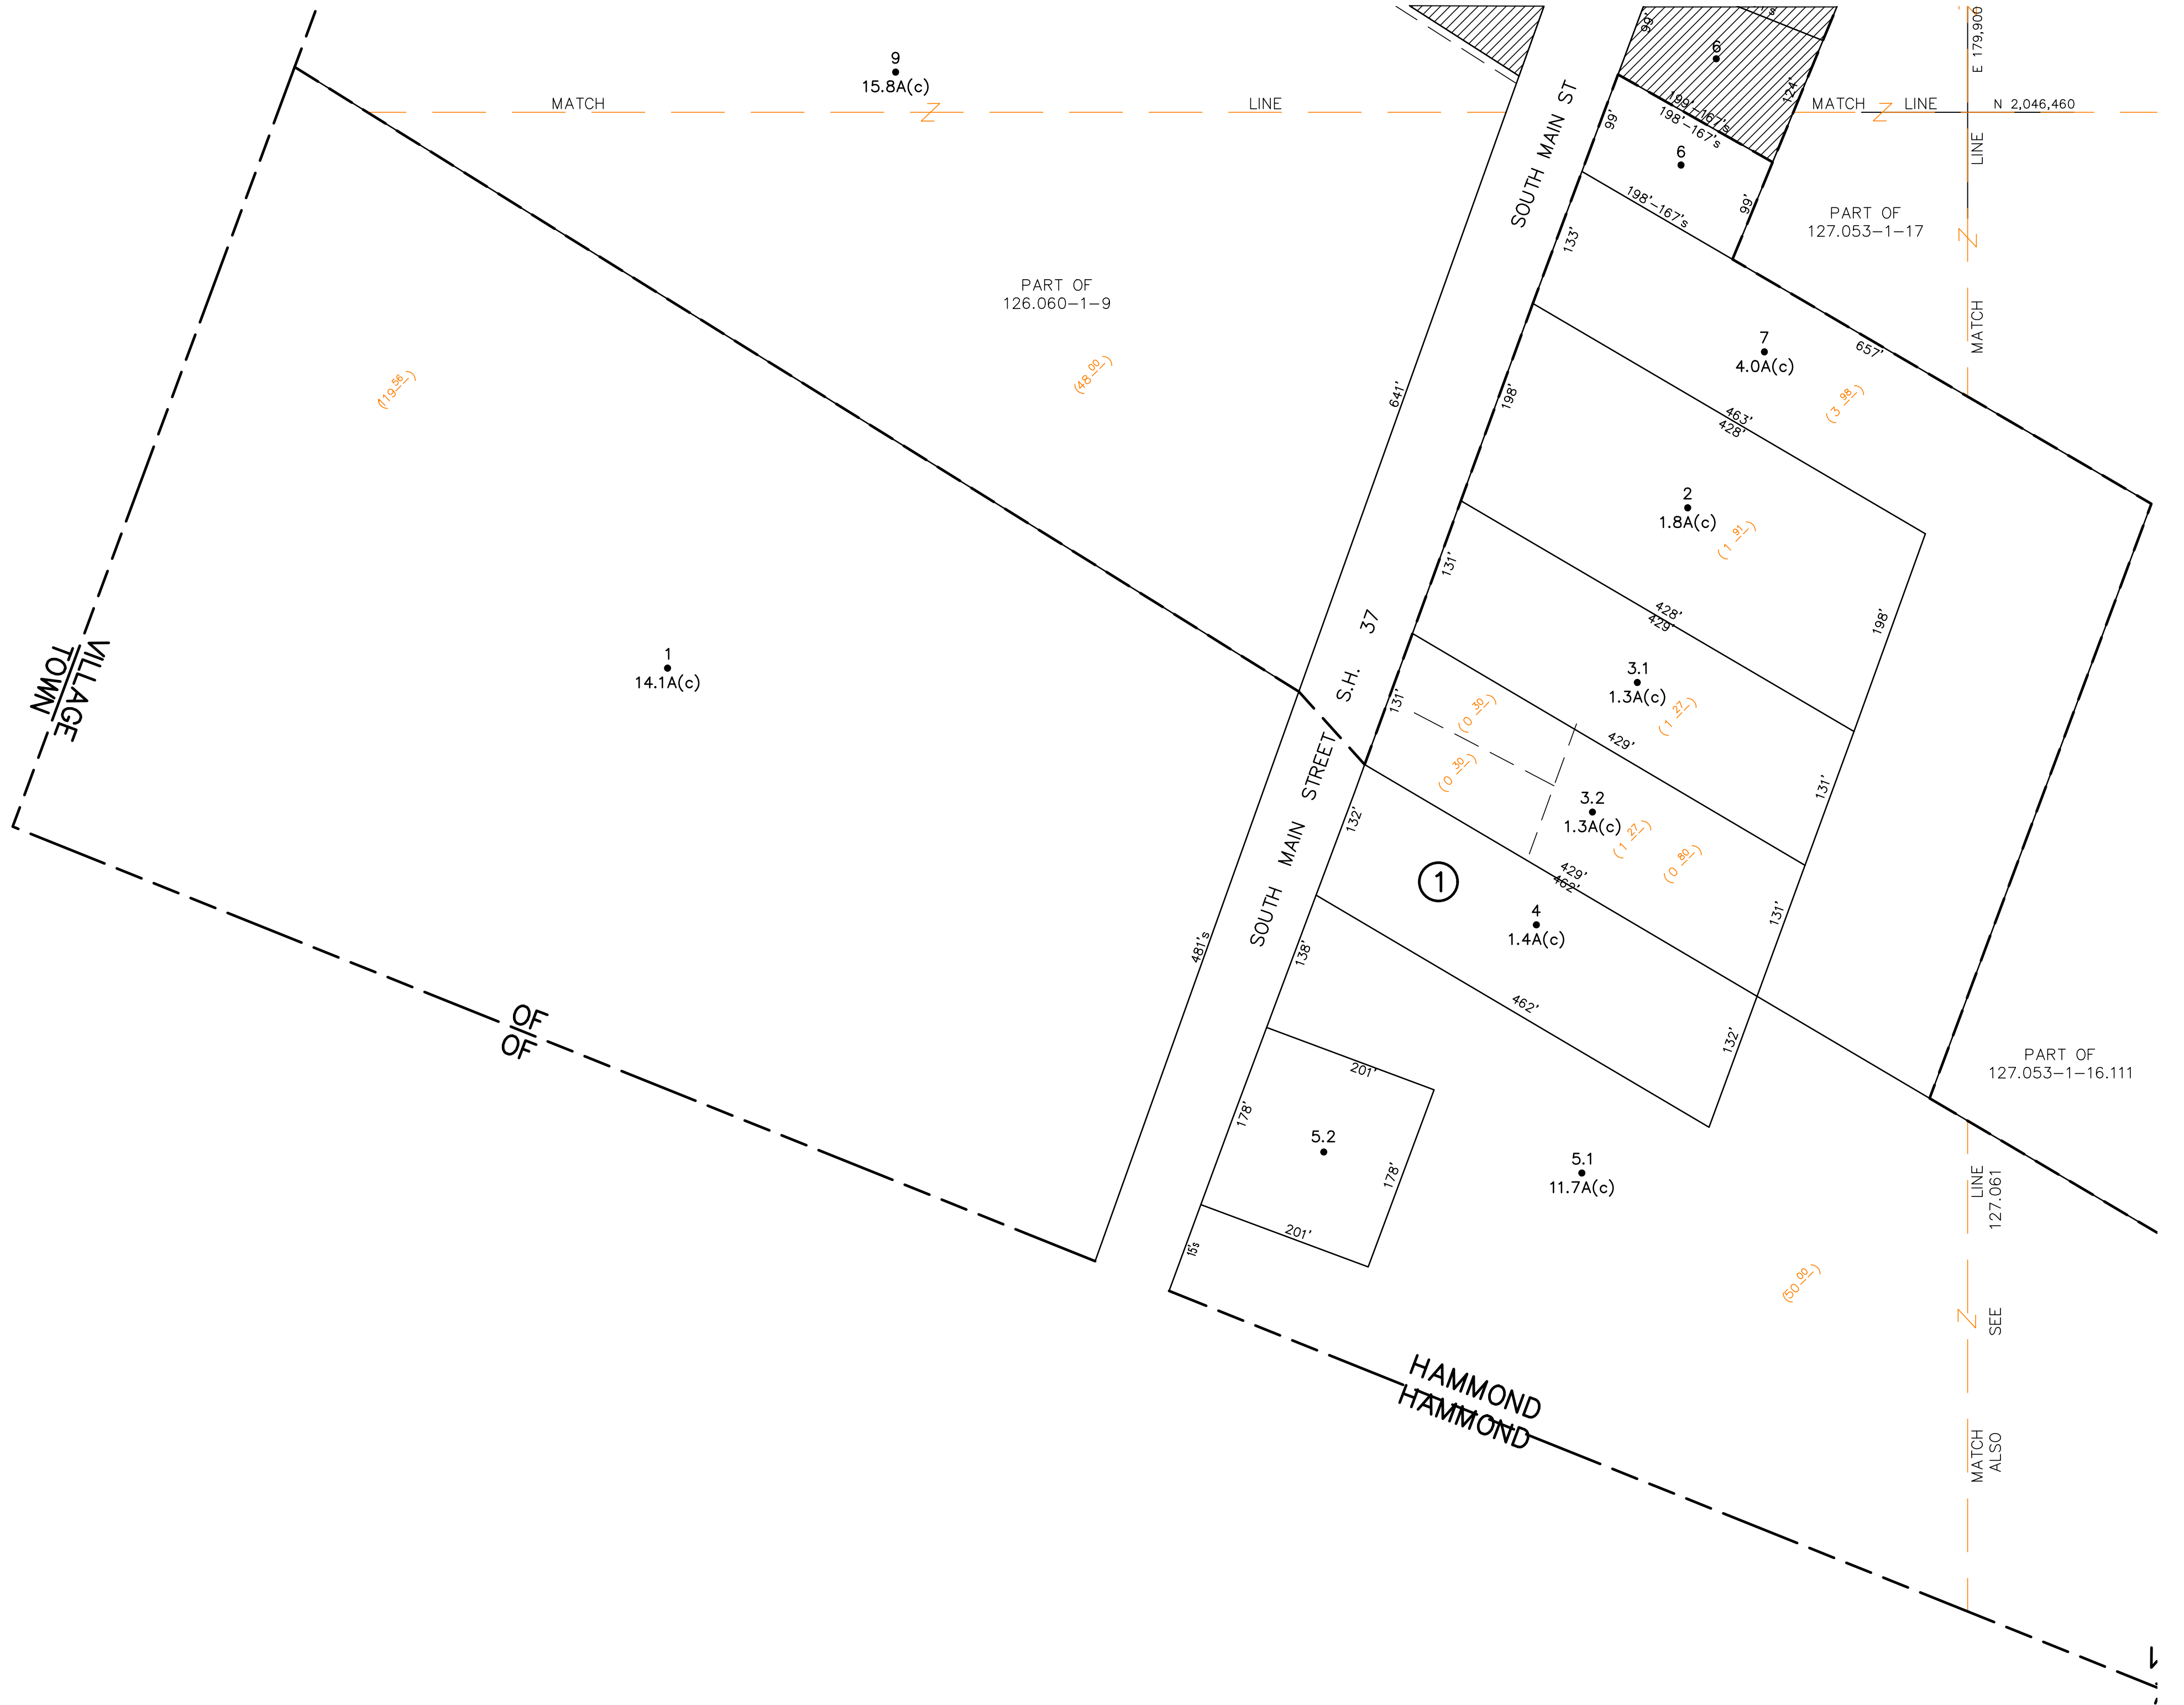 9
15.8A(c)
MATCH LINE
SOUTH MAIN ST
99'
6
124'
199'-167's
198'-167's
99'
6
99'
198'-167's
MATCH LINE
N 2,046,460
E 179,900
LINE
MATCH
PART OF
127.053-1-17
133'
PART OF
126.060-1-9
(119.56)
(48.00)
641'
7
4.0A(c)
(3.98)
657'
198'
463'
428'
2
1.8A(c)
(1.91)
198'
131'
428'
429'
3.1
1.3A(c)
(1.27)
131'
S.H. 37
131'
(0.30)
(0.30)
429'
3.2
1.3A(c)
(1.27)
(0.80)
131'
1
14.1A(c)
VILLAGE
TOWN
OF
OF
SOUTH MAIN STREET
132'
1
429'
462'
4
1.4A(c)
132'
481's
138'
462'
201'
178'
5.2
178'
201'
15's
5.1
11.7A(c)
(50.00)
PART OF
127.053-1-16.111
LINE
127.061
SEE
MATCH
ALSO
HAMMOND
HAMMOND